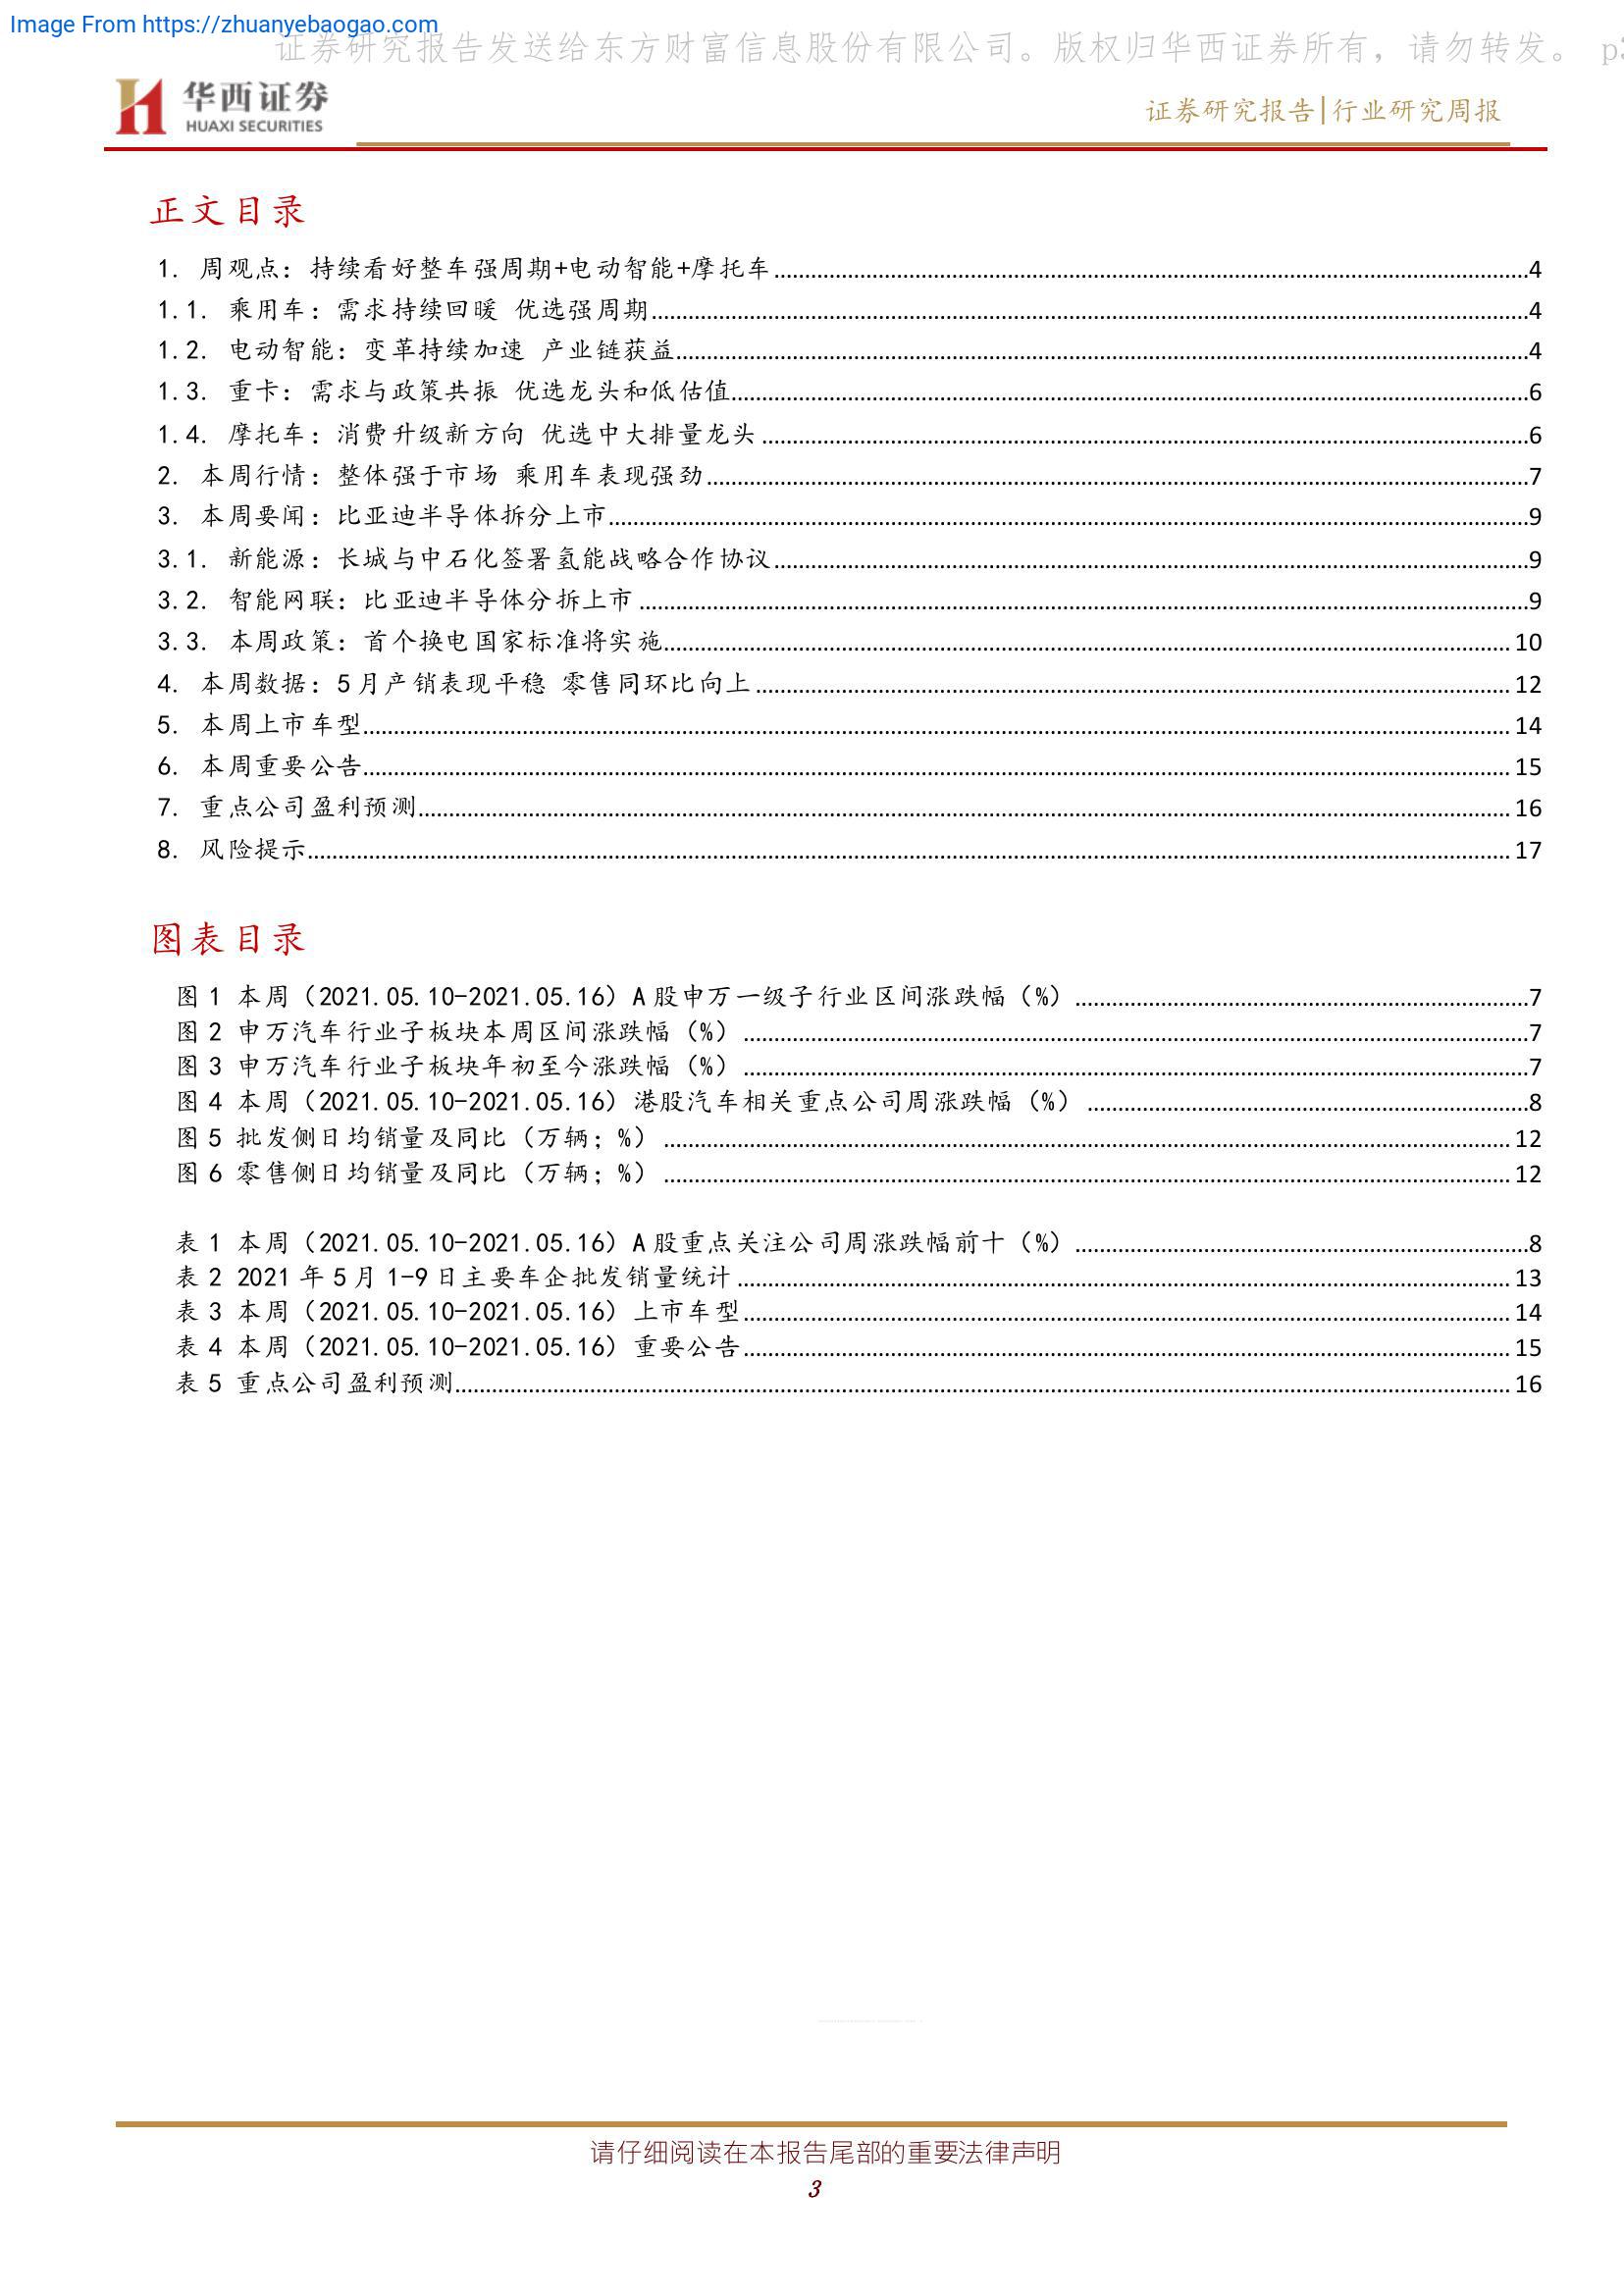 Image From https://zhuanyebaogao.com
证券研究报告发送给东方财富信息股份有限公司。版权归华西证券所有，请勿转发。 p3
华西证券
HUAXI SECURITIES
证券研究报告|行业研究周报
正文目录
1. 周观点：持续看好整车强周期+电动智能+摩托车 4
1.1. 乘用车：需求持续回暖 优选强周期 4
1.2. 电动智能：变革持续加速 产业链获益 4
1.3. 重卡：需求与政策共振 优选龙头和低估值 6
1.4. 摩托车：消费升级新方向 优选中大排量龙头 6
2. 本周行情：整体强于市场 乘用车表现强劲 7
3. 本周要闻：比亚迪半导体拆分上市 9
3.1. 新能源：长城与中石化签署氢能战略合作协议 9
3.2. 智能网联：比亚迪半导体分拆上市 9
3.3. 本周政策：首个换电国家标准将实施 10
4. 本周数据：5 月产销表现平稳 零售同环比向上 12
5. 本周上市车型 14
6. 本周重要公告 15
7. 重点公司盈利预测 16
8. 风险提示 17
图表目录
图 1 本周（2021.05.10-2021.05.16）A 股申万一级子行业区间涨跌幅（%） 7
图 2 申万汽车行业子板块本周区间涨跌幅（%） 7
图 3 申万汽车行业子板块年初至今涨跌幅（%） 7
图 4 本周（2021.05.10-2021.05.16）港股汽车相关重点公司周涨跌幅（%） 8
图 5 批发侧日均销量及同比（万辆；%） 12
图 6 零售侧日均销量及同比（万辆；%） 12
表 1 本周（2021.05.10-2021.05.16）A 股重点关注公司周涨跌幅前十（%） 8
表 2 2021 年 5 月 1-9 日主要车企批发销量统计 13
表 3 本周（2021.05.10-2021.05.16）上市车型 14
表 4 本周（2021.05.10-2021.05.16）重要公告 15
表 5 重点公司盈利预测 16
请仔细阅读在本报告尾部的重要法律声明
3